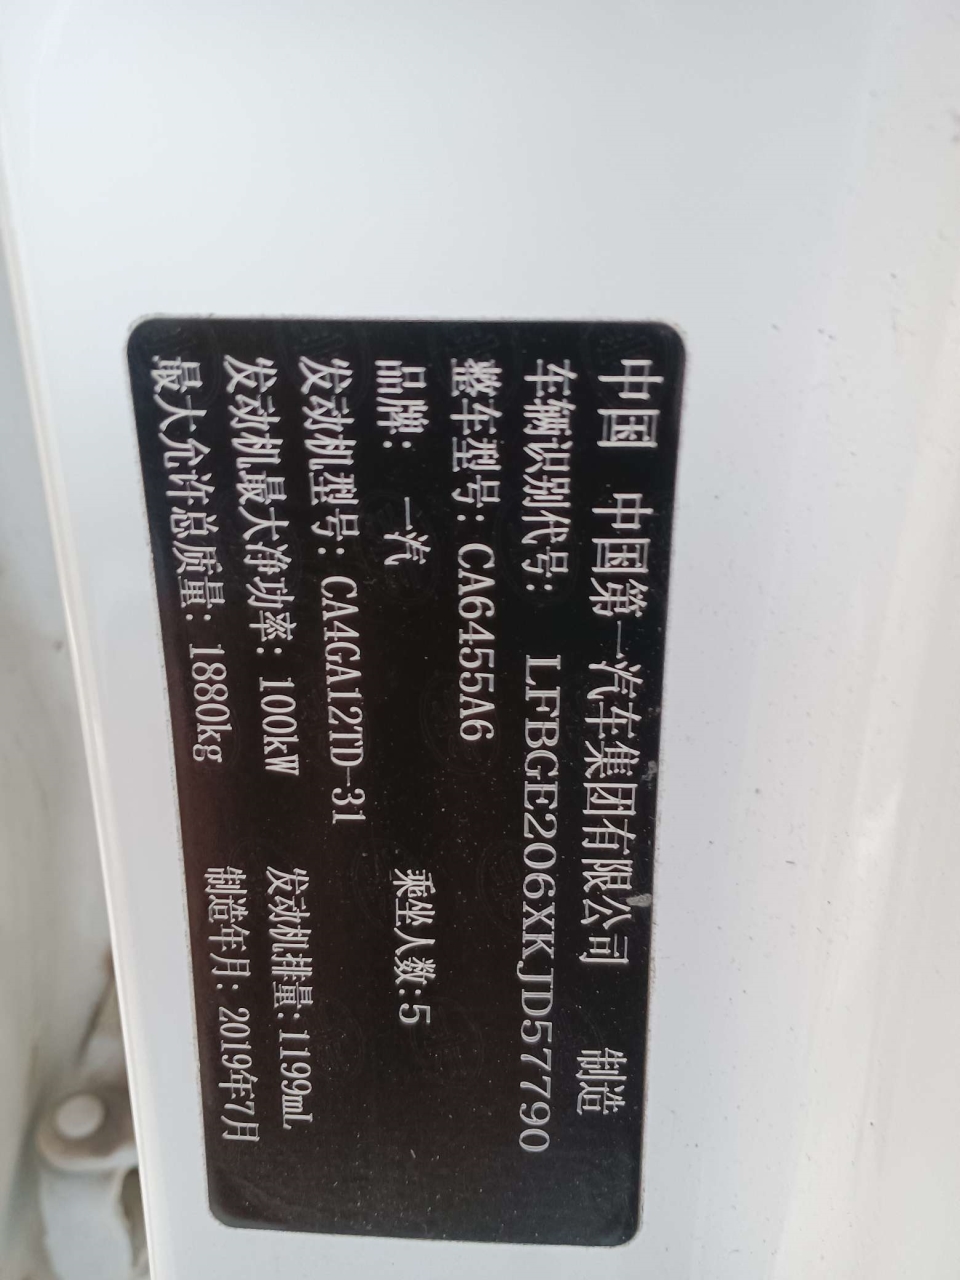 中国 中国第一汽车集团有限公司 制造
车辆识别代号: LFBGE206XKJD57790
整车型号: CA6455A6
品牌: 一汽 乘坐人数:5
发动机型号: CA4GA12TD-31
发动机最大净功率: 100kW 发动机排量:1199mL
最大允许总质量: 1880kg 制造年月: 2019年7月